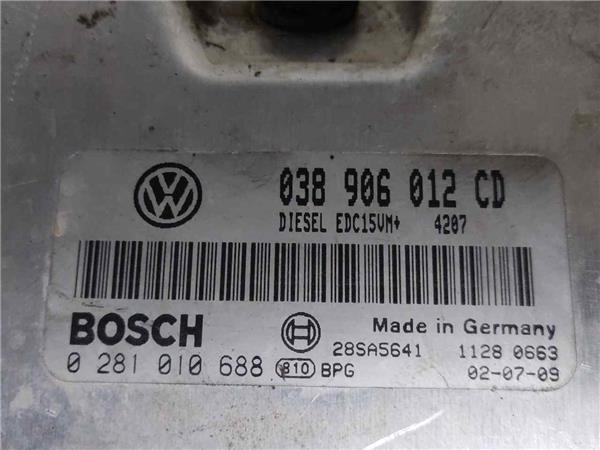 VW
038 906 012 CD
DIESEL EDC15VM+ 4207
BOSCH
Made in Germany
28SA5641 1128 0663
0 281 010 688 810 BPG 02-07-09